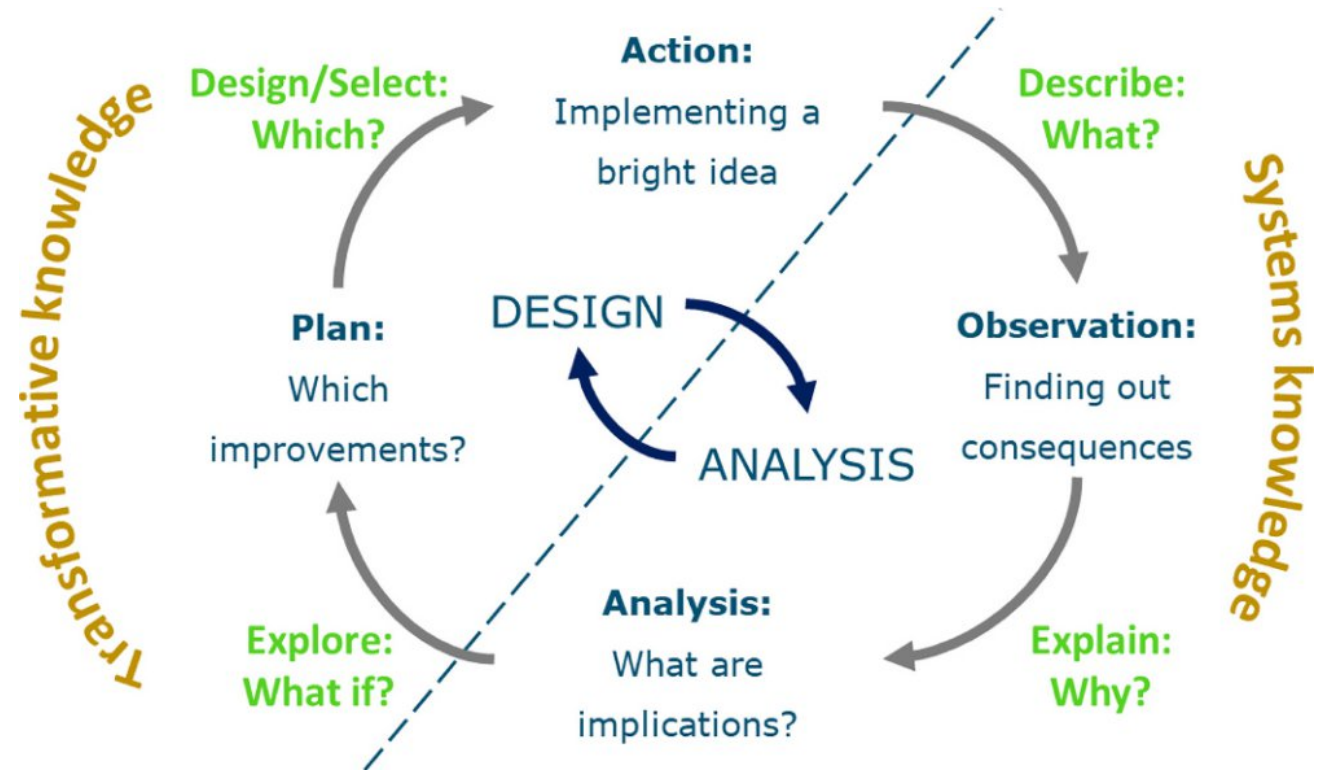 Action:
Implementing a
bright idea
Design/Select:
Which?
Describe:
What?
Transformative knowledge
Systems knowledge
DESIGN
Plan:
Which
improvements?
Observation:
Finding out
consequences
ANALYSIS
Analysis:
What are
implications?
Explore:
What if?
Explain:
Why?